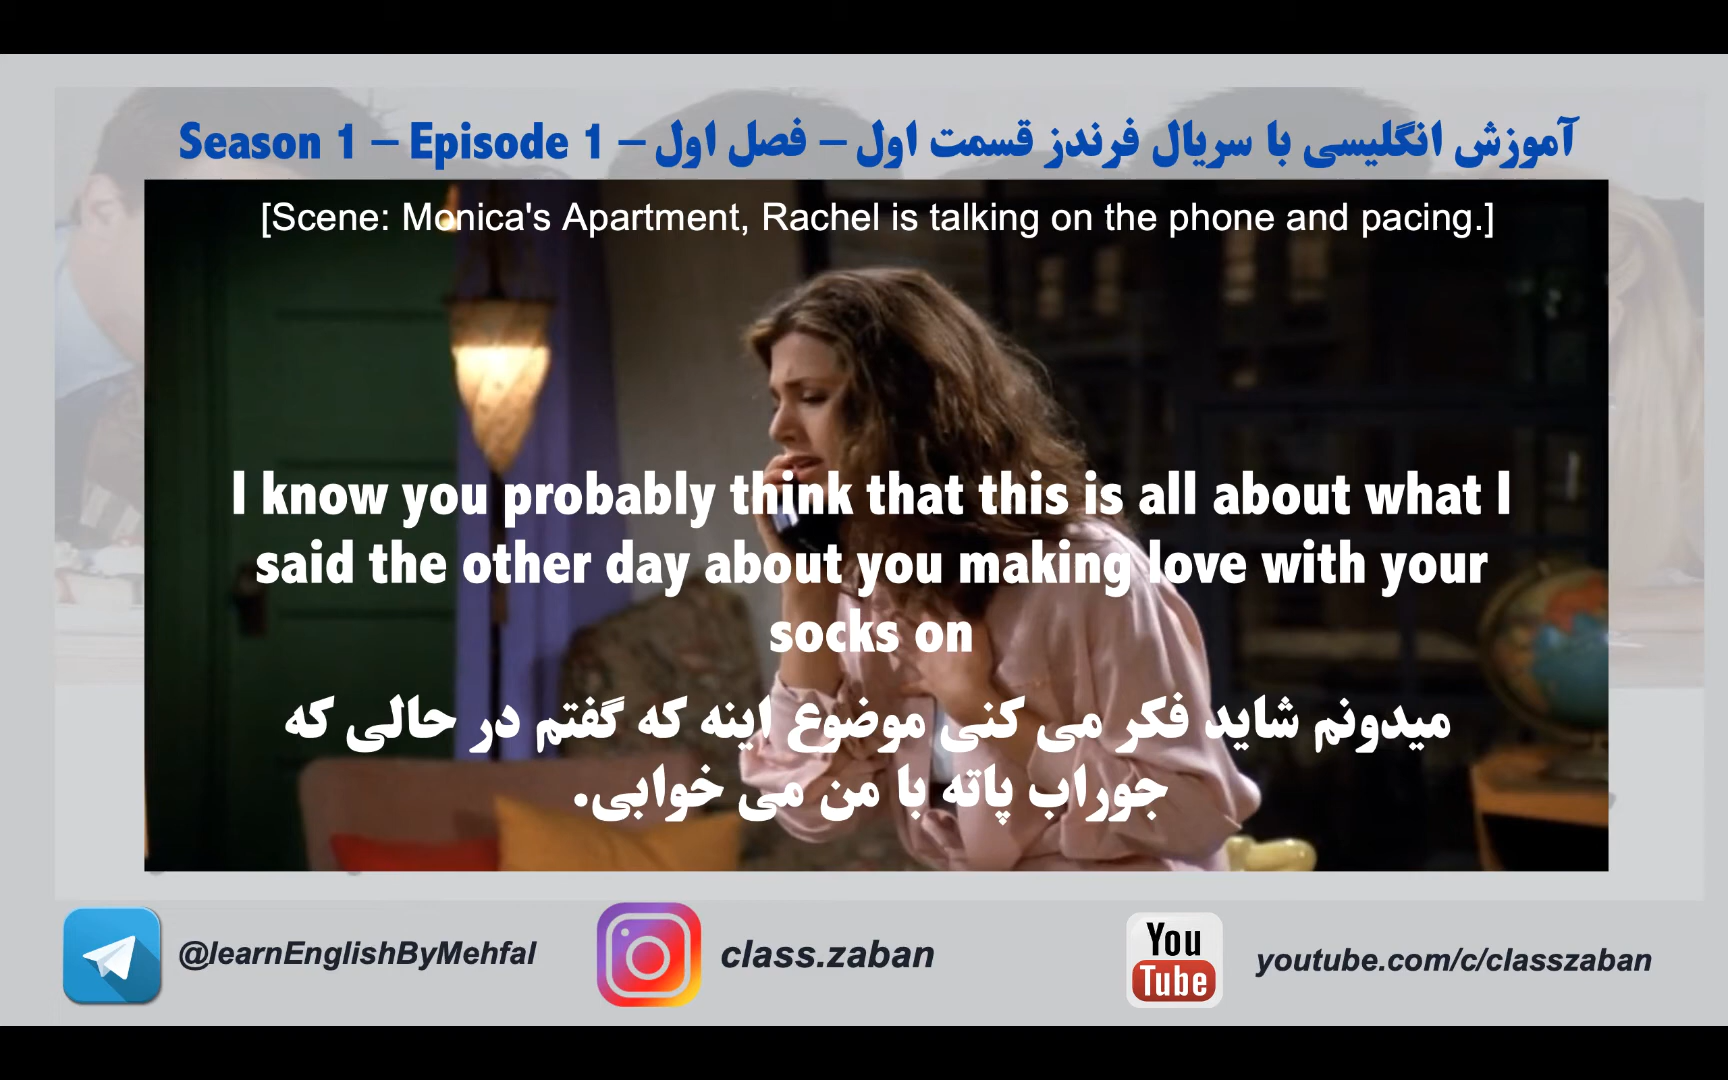 آموزش انگلیسی با سریال فرندز قسمت اول – فصل اول – Season 1 – Episode 1
[Scene: Monica's Apartment, Rachel is talking on the phone and pacing.]
I know you probably think that this is all about what I
said the other day about you making love with your
socks on
میدونم شاید فکر می کنی موضوع اینه که گفتم در حالی که
جوراب پاته با من می خوابی.
@learnEnglishByMehfal
class.zaban
You
Tube
youtube.com/c/classzaban